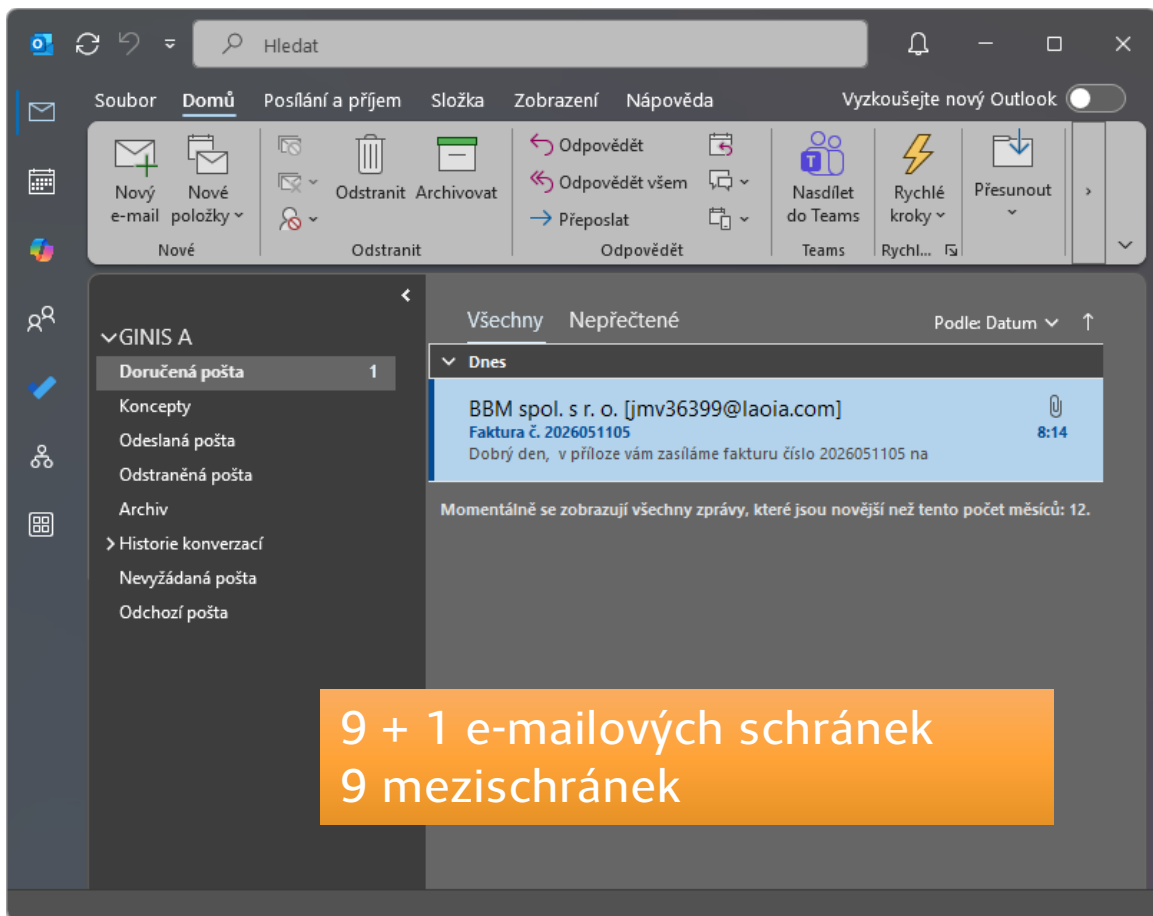 Hledat
Soubor Domů Posílání a příjem Složka Zobrazení Nápověda Vyzkoušejte nový Outlook
Nový e-mail
Nové položky
Nové
Odstranit Archivovat
Odstranit
Odpovědět
Odpovědět všem
Přeposlat
Odpovědět
Nasdílet do Teams
Teams
Rychlé kroky
Rychl...
Přesunout
GINIS A
Doručená pošta 1
Koncepty
Odeslaná pošta
Odstraněná pošta
Archiv
Historie konverzací
Nevyžádaná pošta
Odchozí pošta
Všechny Nepřečtené Podle: Datum
Dnes
BBM spol. s r. o. [jmv36399@laoia.com]
Faktura č. 2026051105 8:14
Dobrý den, v příloze vám zasíláme fakturu číslo 2026051105 na
Momentálně se zobrazují všechny zprávy, které jsou novější než tento počet měsíců: 12.
9 + 1 e-mailových schránek
9 mezischránek